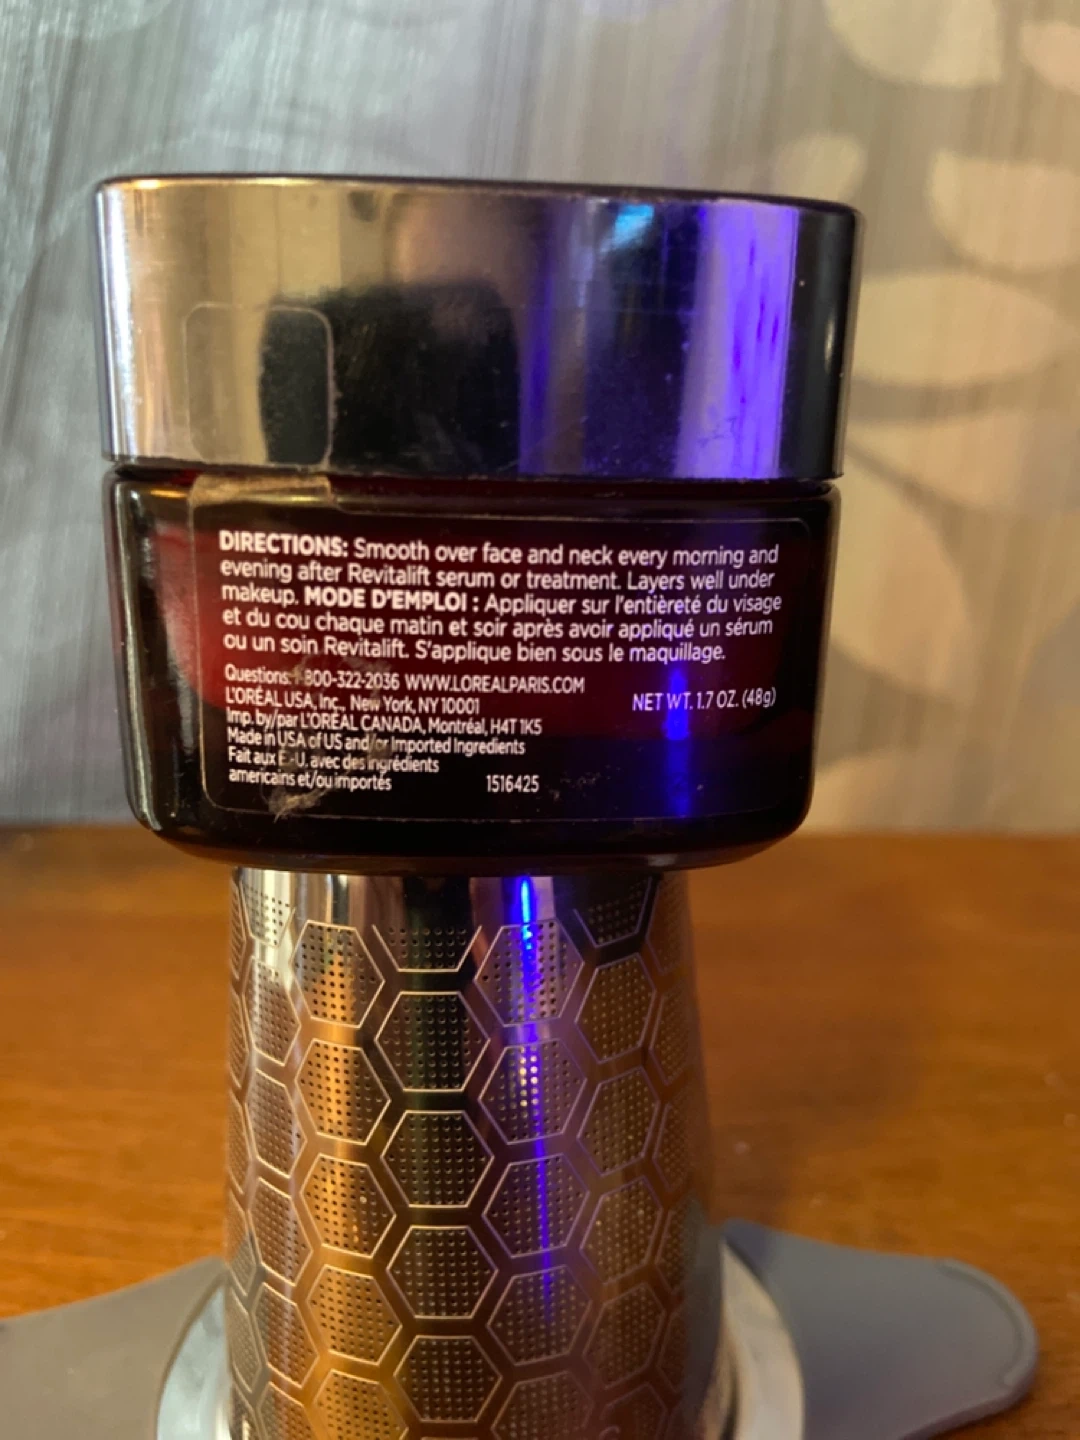 DIRECTIONS: Smooth over face and neck every morning and
evening after Revitalift serum or treatment. Layers well under
makeup. MODE D'EMPLOI : Appliquer sur l'entièreté du visage
et du cou chaque matin et soir après avoir appliqué un sérum
ou un soin Revitalift. S'applique bien sous le maquillage.
Questions: 1 800-322-2036 WWW.LOREALPARIS.COM
L'ORÉAL USA, Inc., New York, NY 10001
NET WT. 1.7 OZ. (48g)
Imp. by/par L'ORÉAL CANADA, Montréal, H4T 1K5
Made in USA of US and/or Imported Ingredients
Fait aux É.-U. avec des ingrédients
américains et/ou importés
1516425